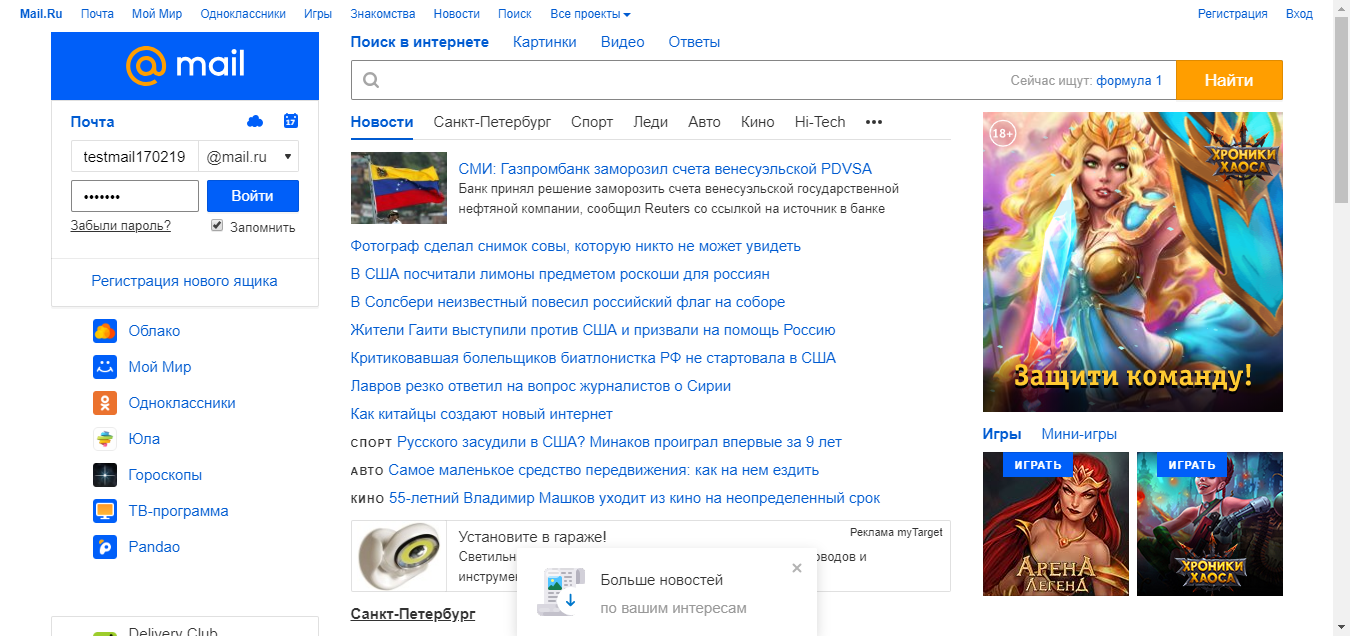 Mail.Ru Почта Мой Мир Одноклассники Игры Знакомства Новости Поиск Все проекты Регистрация Вход
@mail
Почта
17
testmail170219 @mail.ru
•••••••
Войти
Забыли пароль? Запомнить
Регистрация нового ящика
Облако
Мой Мир
Одноклассники
Юла
Гороскопы
ТВ-программа
Pandao
Delivery Club
Поиск в интернете Картинки Видео Ответы
Сейчас ищут: формула 1 Найти
Новости Санкт-Петербург Спорт Леди Авто Кино Hi-Tech •••
СМИ: Газпромбанк заморозил счета венесуэльской PDVSA
Банк принял решение заморозить счета венесуэльской государственной
нефтяной компании, сообщил Reuters со ссылкой на источник в банке
Фотограф сделал снимок совы, которую никто не может увидеть
В США посчитали лимоны предметом роскоши для россиян
В Солсбери неизвестный повесил российский флаг на соборе
Жители Гаити выступили против США и призвали на помощь Россию
Критиковавшая болельщиков биатлонистка РФ не стартовала в США
Лавров резко ответил на вопрос журналистов о Сирии
Как китайцы создают новый интернет
СПОРТ Русского засудили в США? Минаков проиграл впервые за 9 лет
АВТО Самое маленькое средство передвижения: как на нем ездить
КИНО 55-летний Владимир Машков уходит из кино на неопределенный срок
Установите в гараже! Реклама myTarget
Санкт-Петербург
Больше новостей
по вашим интересам
18+
ХРОНИКИ
ХАОСА
Защити команду!
Игры Мини-игры
ИГРАТЬ
АРЕНА
ЛЕГЕНД
ИГРАТЬ
ХРОНИКИ
ХАОСА